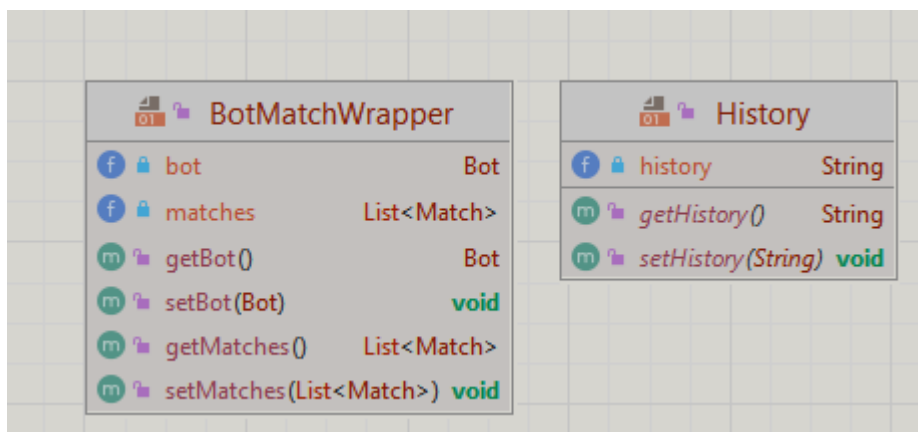 BotMatchWrapper
bot Bot
matches List<Match>
getBot() Bot
setBot(Bot) void
getMatches() List<Match>
setMatches(List<Match>) void
History
history String
getHistory() String
setHistory(String) void